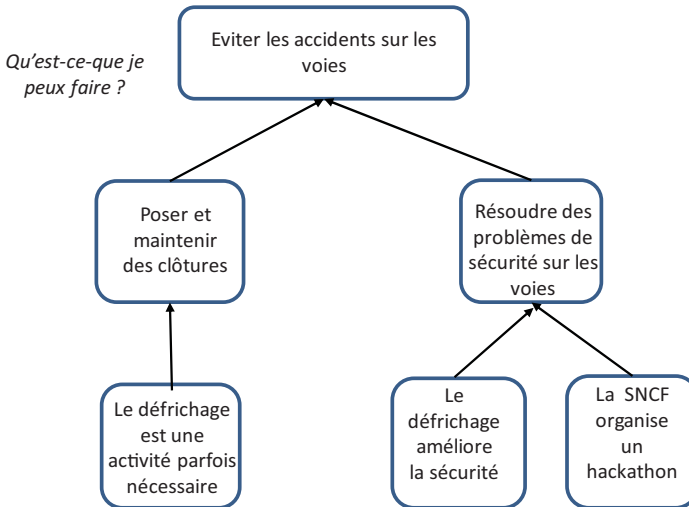 Eviter les accidents sur les
voies
Qu'est-ce-que je
peux faire ?
Poser et
maintenir
des clôtures
Résoudre des
problèmes de
sécurité sur les
voies
Le défrichage
est une
activité parfois
nécessaire
Le
défrichage
améliore
la sécurité
La SNCF
organise
un
hackathon